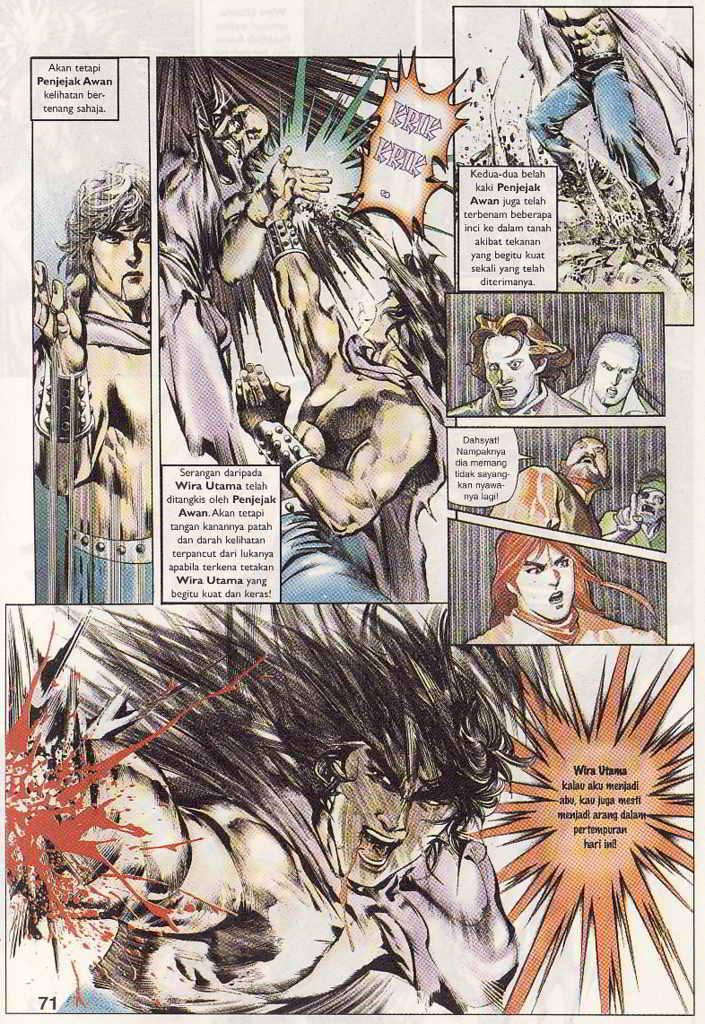 Akan tetapi
Penjejak Awan
kelihatan ber-
tenang sahaja.
KRIK
KRIK
Serangan daripada
Wira Utama telah
ditangkis oleh Penjejak
Awan. Akan tetapi
tangan kanannya patah
dan darah kelihatan
terpancut dari lukanya
apabila terkena tetakan
Wira Utama yang
begitu kuat dan keras!
Kedua-dua belah
kaki Penjejak
Awan juga telah
terbenam beberapa
inci ke dalam tanah
akibat tekanan
yang begitu kuat
sekali yang telah
diterimanya.
Dahsyat!
Nampaknya
dia memang
tidak sayang-
kan nyawa-
nya lagi!
Wira Utama
kalau aku menjadi
abu, kau juga mesti
menjadi arang dalam
pertempuran
hari ini!
71